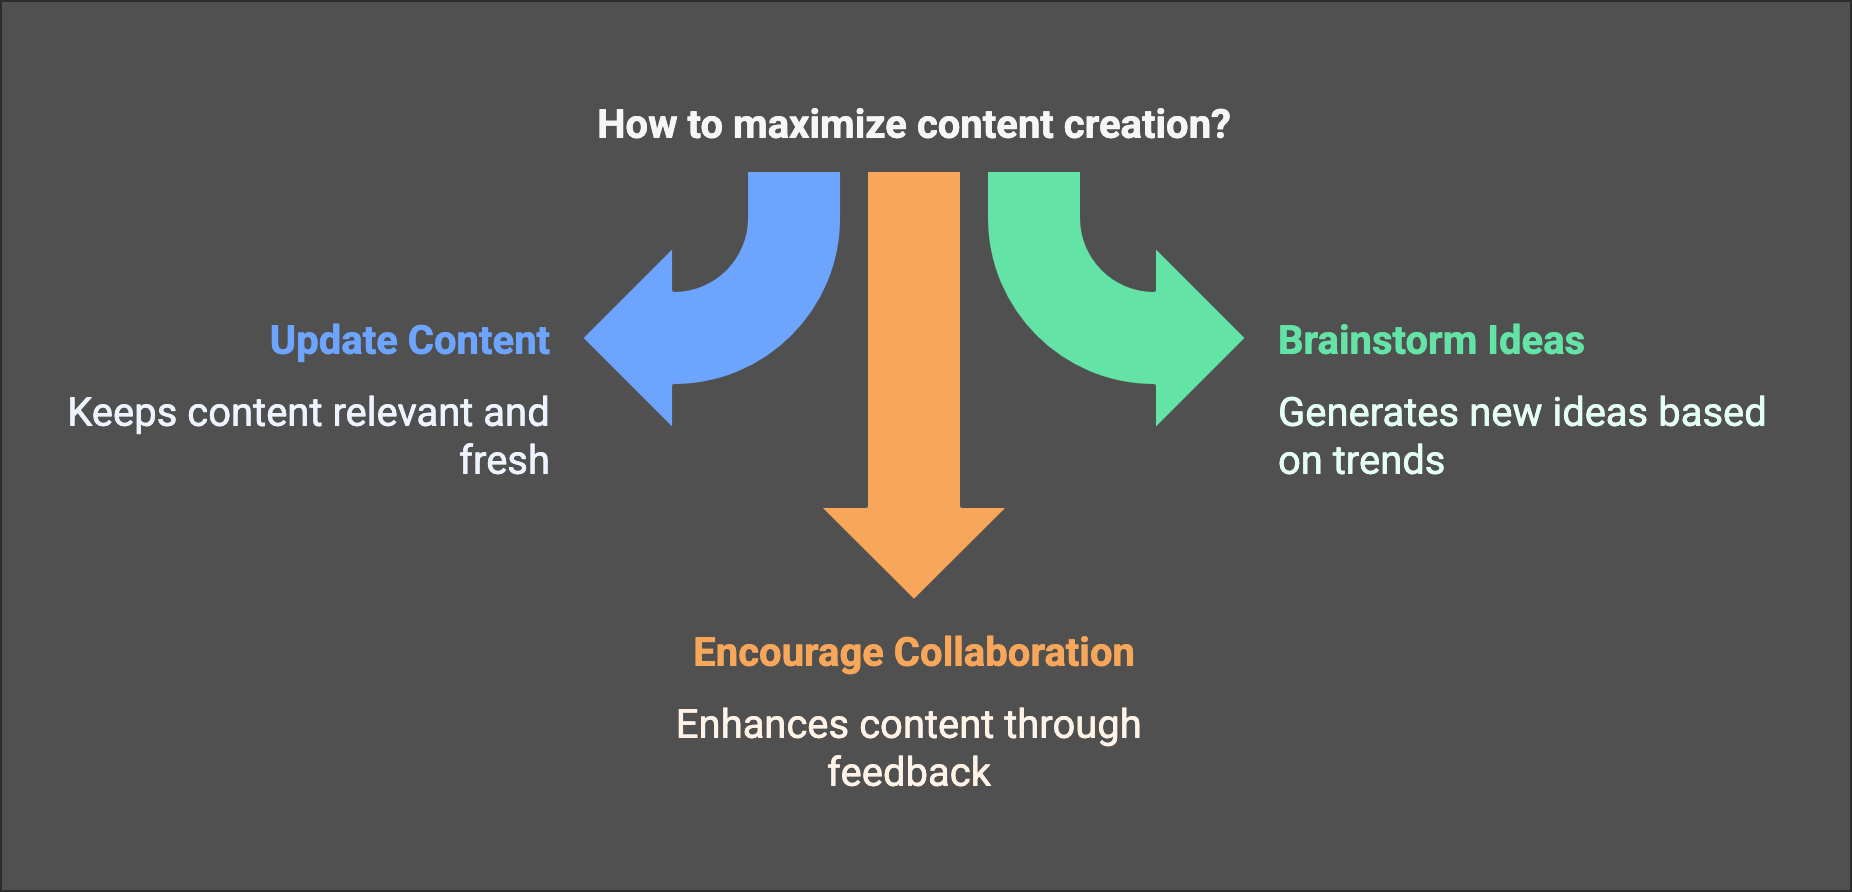 How to maximize content creation?
Update Content
Keeps content relevant and
fresh
Brainstorm Ideas
Generates new ideas based
on trends
Encourage Collaboration
Enhances content through
feedback